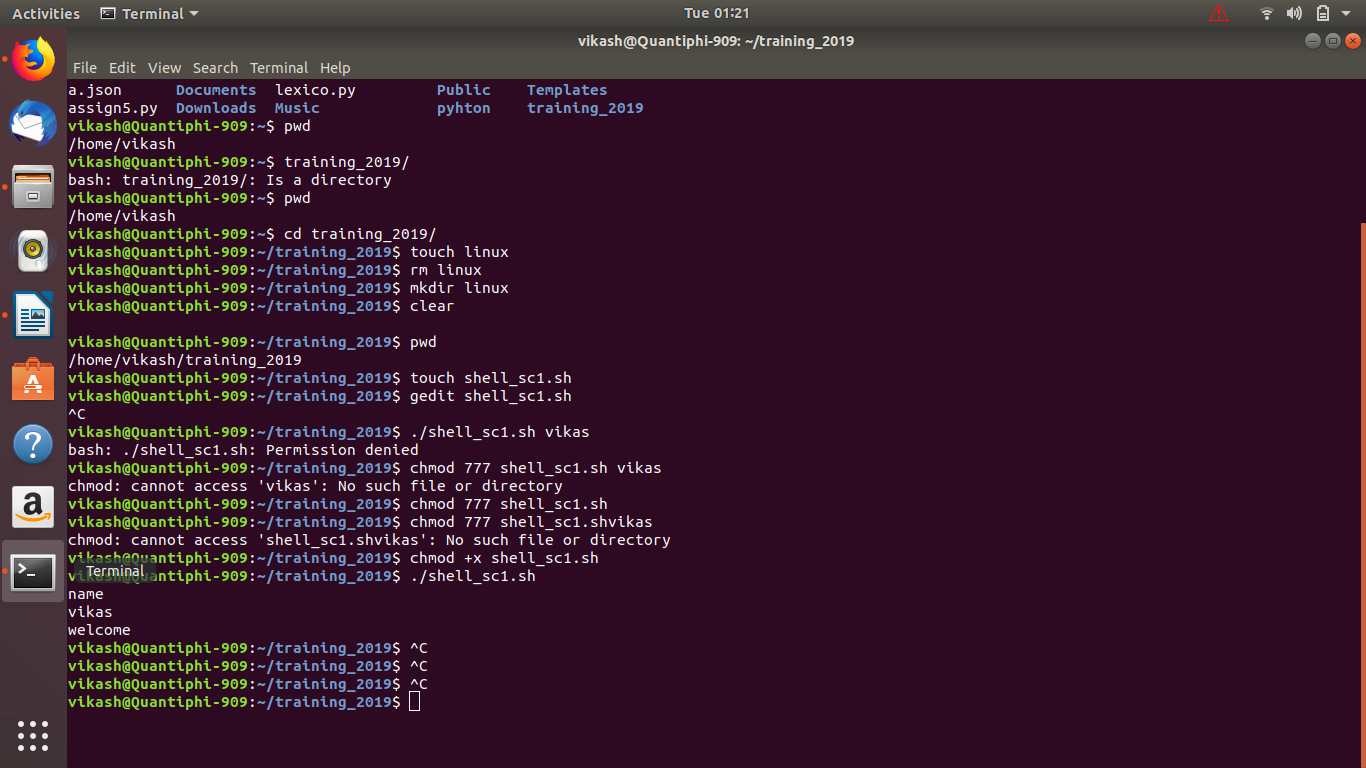 Activities Terminal Tue 01:21
vikash@Quantiphi-909: ~/training_2019
File Edit View Search Terminal Help
a.json Documents lexico.py Public Templates
assign5.py Downloads Music pyhton training_2019
vikash@Quantiphi-909:~$ pwd
/home/vikash
vikash@Quantiphi-909:~$ training_2019/
bash: training_2019/: Is a directory
vikash@Quantiphi-909:~$ pwd
/home/vikash
vikash@Quantiphi-909:~$ cd training_2019/
vikash@Quantiphi-909:~/training_2019$ touch linux
vikash@Quantiphi-909:~/training_2019$ rm linux
vikash@Quantiphi-909:~/training_2019$ mkdir linux
vikash@Quantiphi-909:~/training_2019$ clear
vikash@Quantiphi-909:~/training_2019$ pwd
/home/vikash/training_2019
vikash@Quantiphi-909:~/training_2019$ touch shell_sc1.sh
vikash@Quantiphi-909:~/training_2019$ gedit shell_sc1.sh
^C
vikash@Quantiphi-909:~/training_2019$ ./shell_sc1.sh vikas
bash: ./shell_sc1.sh: Permission denied
vikash@Quantiphi-909:~/training_2019$ chmod 777 shell_sc1.sh vikas
chmod: cannot access 'vikas': No such file or directory
vikash@Quantiphi-909:~/training_2019$ chmod 777 shell_sc1.sh
vikash@Quantiphi-909:~/training_2019$ chmod 777 shell_sc1.shvikas
chmod: cannot access 'shell_sc1.shvikas': No such file or directory
vikash@Quantiphi-909:~/training_2019$ chmod +x shell_sc1.sh
vikash@Quantiphi-909:~/training_2019$ ./shell_sc1.sh
Terminal
name
vikas
welcome
vikash@Quantiphi-909:~/training_2019$ ^C
vikash@Quantiphi-909:~/training_2019$ ^C
vikash@Quantiphi-909:~/training_2019$ ^C
vikash@Quantiphi-909:~/training_2019$